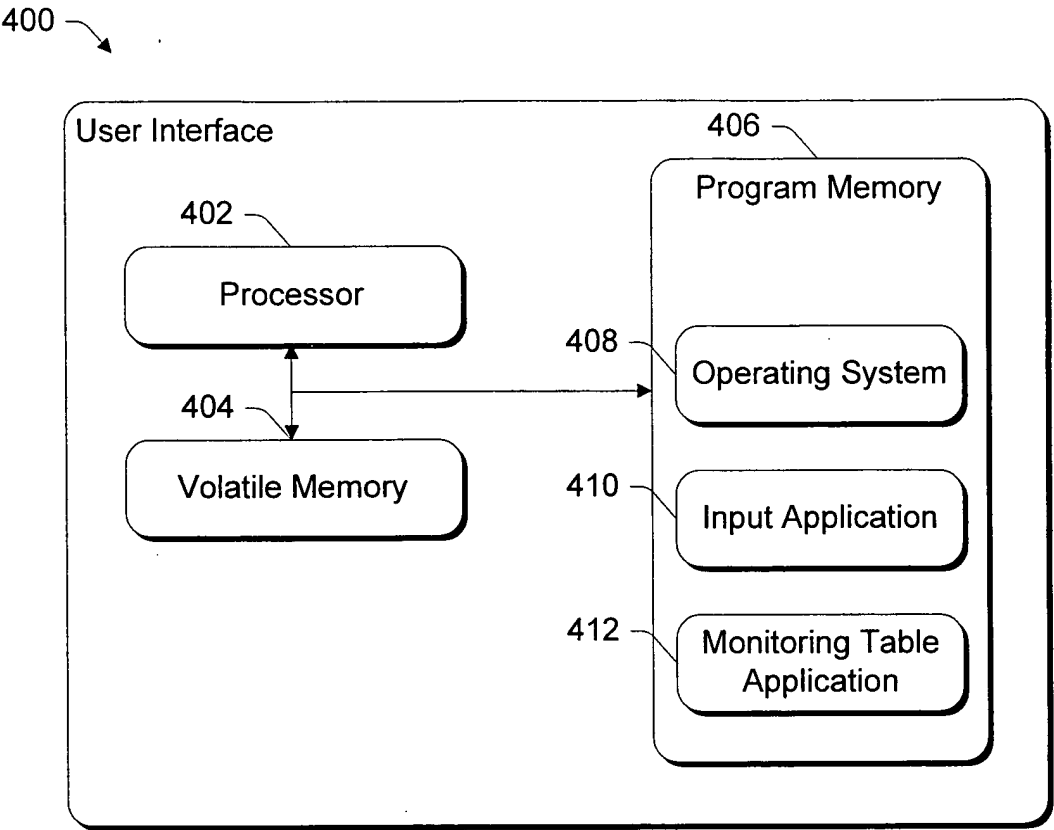 400
User Interface
406
Program Memory
402
Processor
408
Operating System
404
Volatile Memory
410
Input Application
412
Monitoring Table
Application